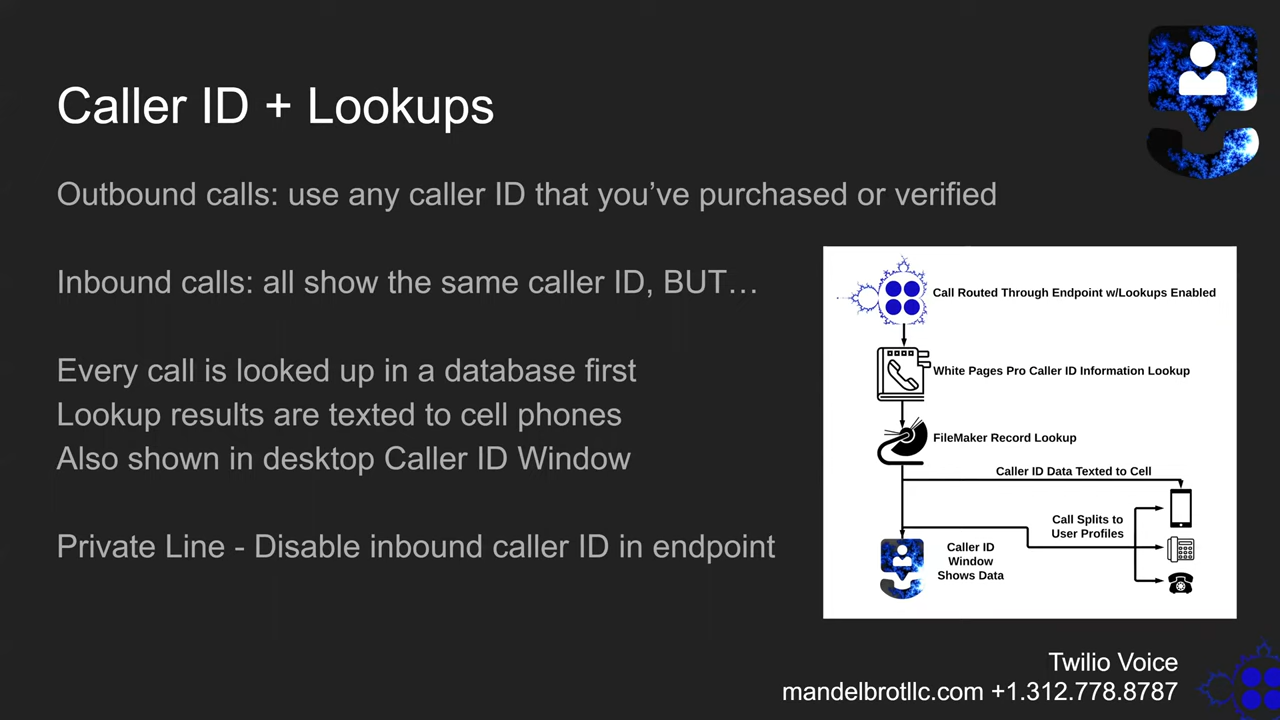 Caller ID + Lookups
Outbound calls: use any caller ID that you’ve purchased or verified
Inbound calls: all show the same caller ID, BUT…
Every call is looked up in a database first
Lookup results are texted to cell phones
Also shown in desktop Caller ID Window
Private Line - Disable inbound caller ID in endpoint
Call Routed Through Endpoint w/Lookups Enabled
White Pages Pro Caller ID Information Lookup
FileMaker Record Lookup
Caller ID Data Texted to Cell
Call Splits to
User Profiles
Caller ID
Window
Shows Data
Twilio Voice
mandelbrotllc.com +1.312.778.8787